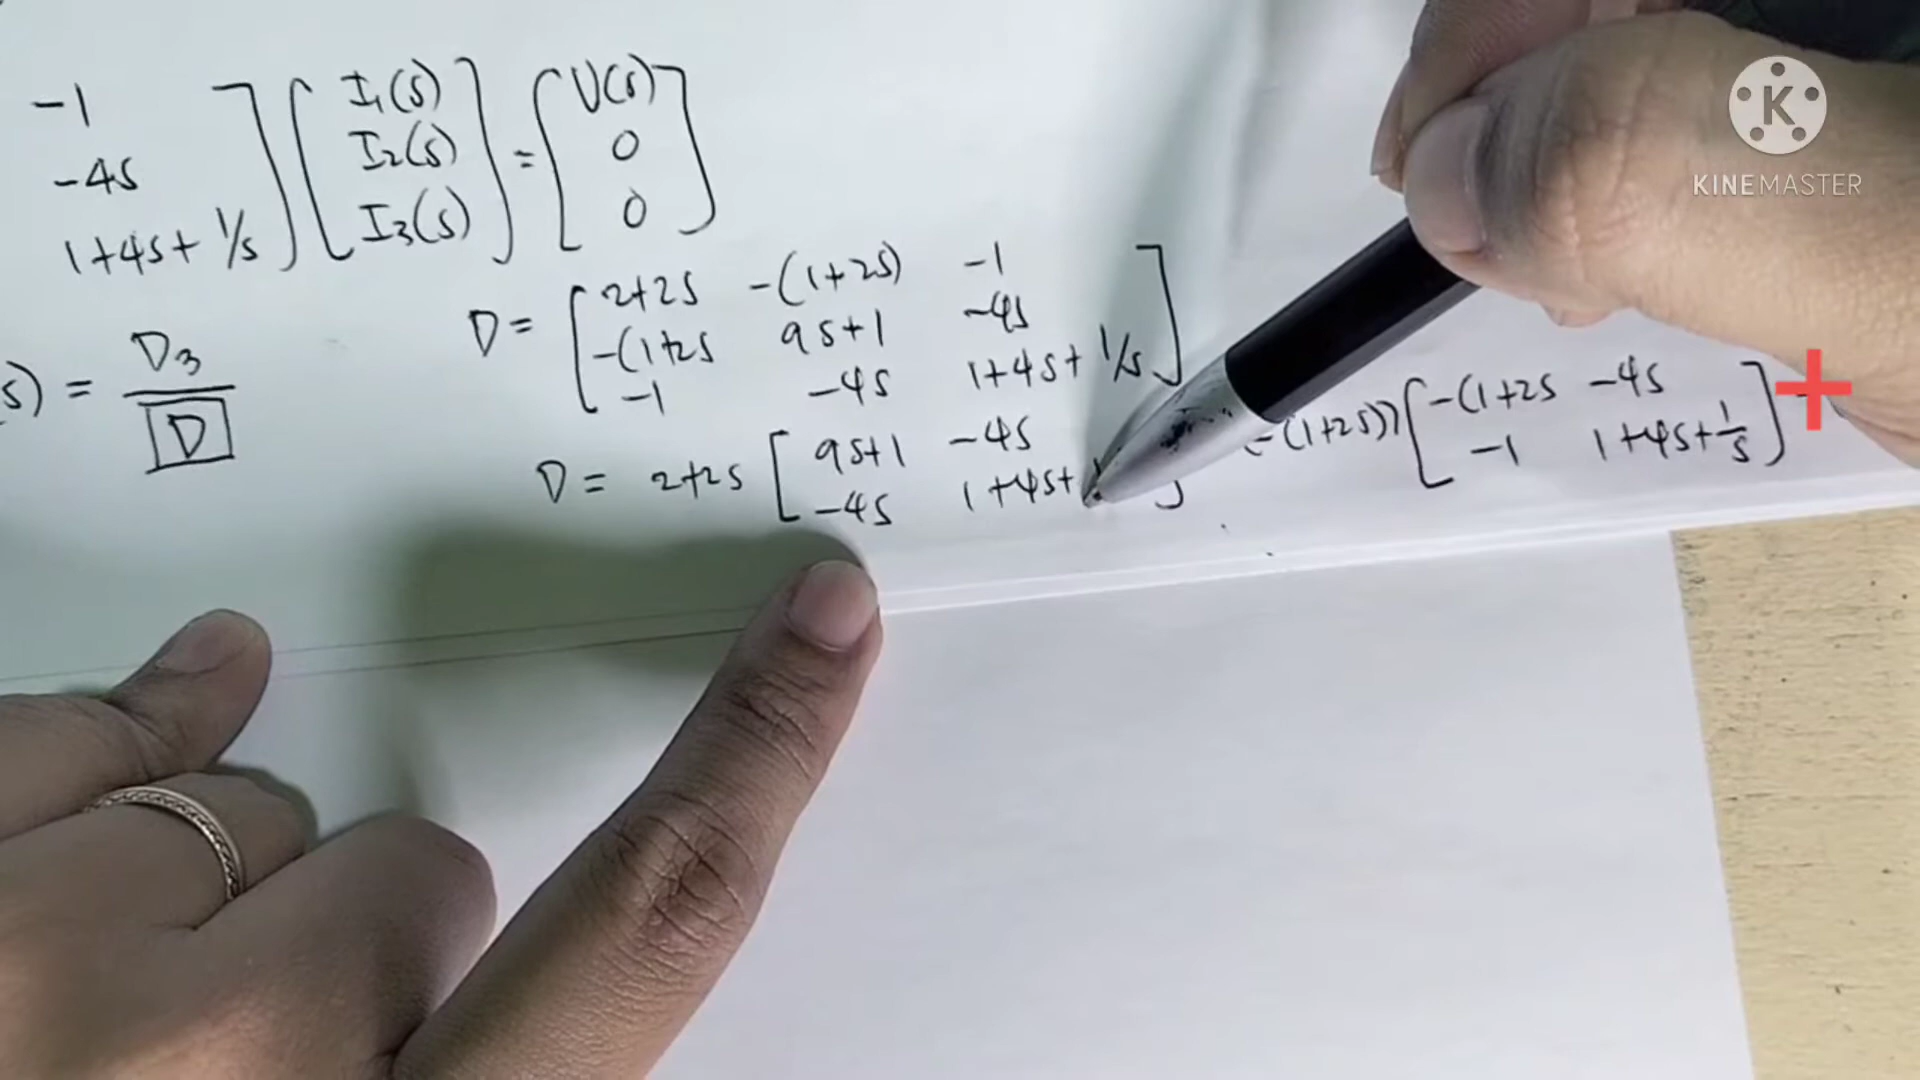 -1 ] [ I₁(s) ] = [ V(s) ]
-4s ] [ I₂(s) ] [ 0 ]
1+4s+1/s ] [ I₃(s) ] [ 0 ]
s) = D₃ / D
D = [ 2+2s -(1+2s) -1 ]
[ -(1+2s 9s+1 -4s ]
[ -1 -4s 1+4s+1/s ]
D = 2+2s [ 9s+1 -4s ] -(1+2s)) [ -(1+2s -4s ] +
[ -4s 1+4s+ ] [ -1 1+4s+1/s ]
K
KINEMASTER